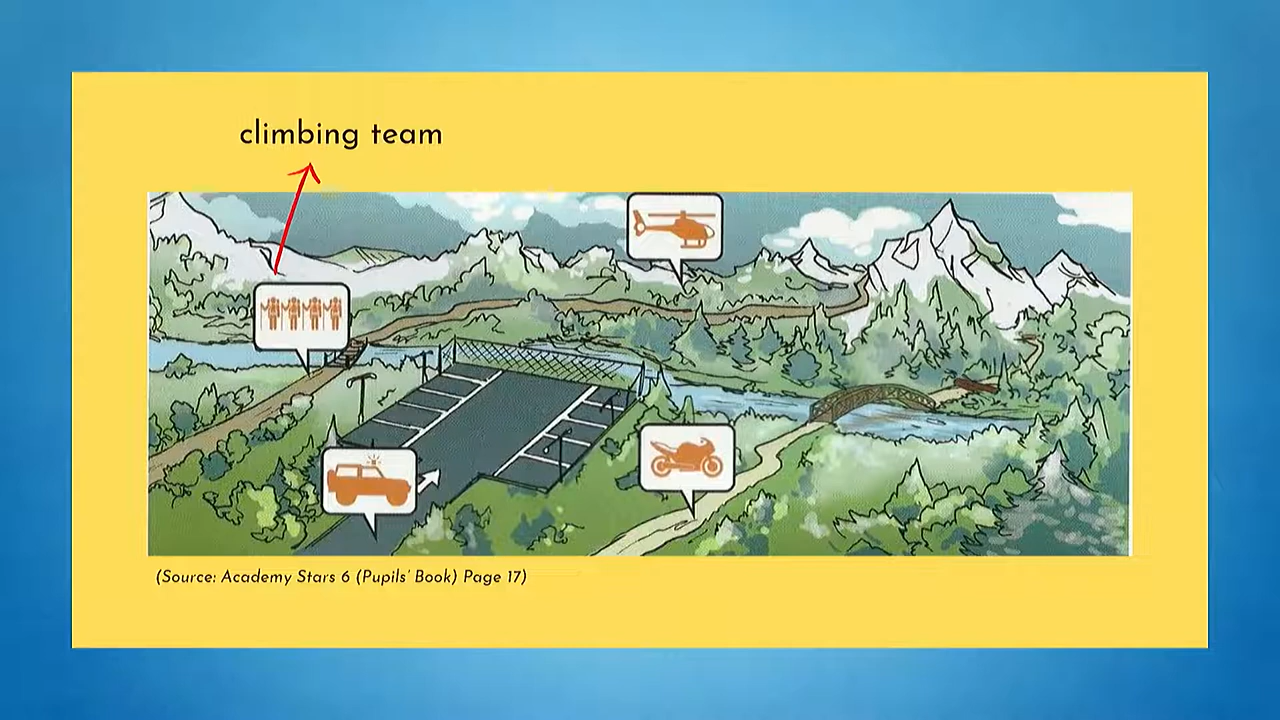 climbing team
(Source: Academy Stars 6 (Pupils' Book) Page 17)